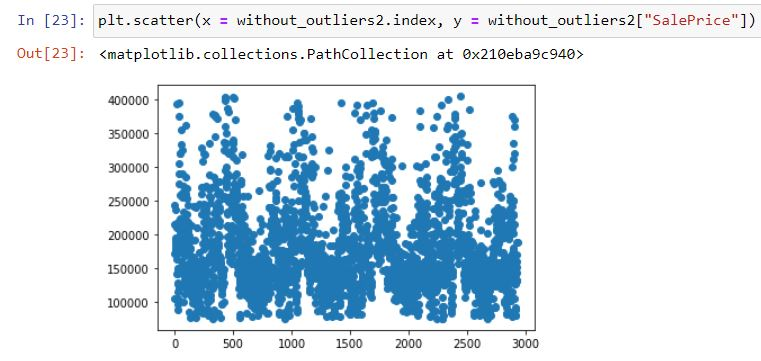 In [23]: plt.scatter(x = without_outliers2.index, y = without_outliers2["SalePrice"])
Out[23]: <matplotlib.collections.PathCollection at 0x210eba9c940>
400000
350000
300000
250000
200000
150000
100000
0 500 1000 1500 2000 2500 3000